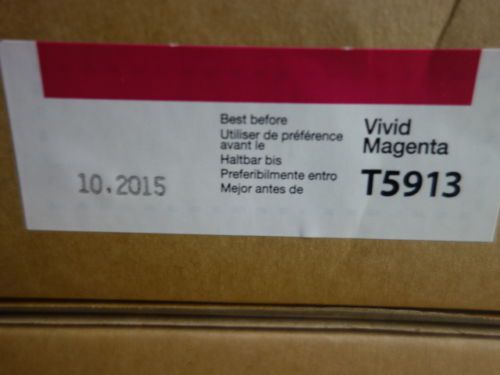 Best before
Utiliser de préférence
avant le
Haltbar bis
Preferibilmente entro
Mejor antes de
10.2015
Vivid
Magenta
T5913